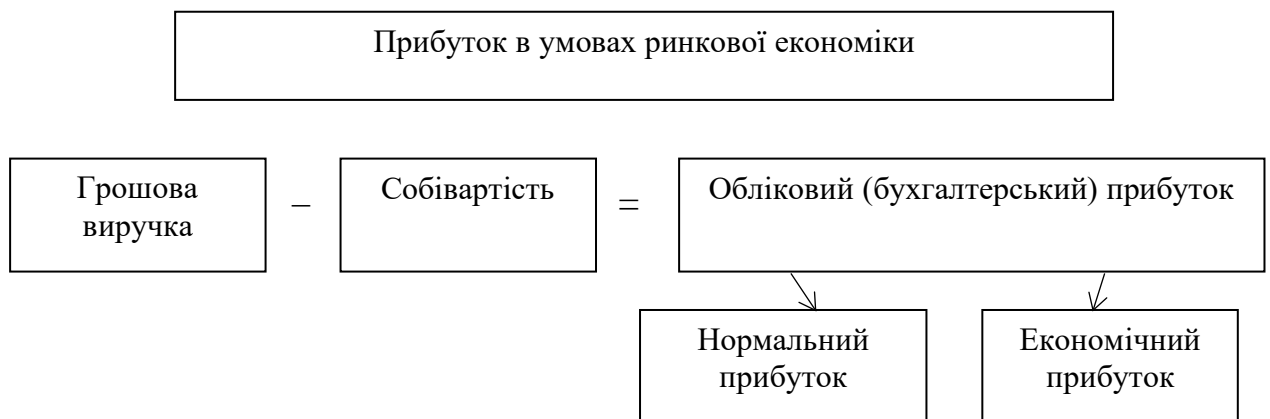 Прибуток в умовах ринкової економіки
Грошова
виручка
–
Собівартість
=
Обліковий (бухгалтерський) прибуток
Нормальний
прибуток
Економічний
прибуток